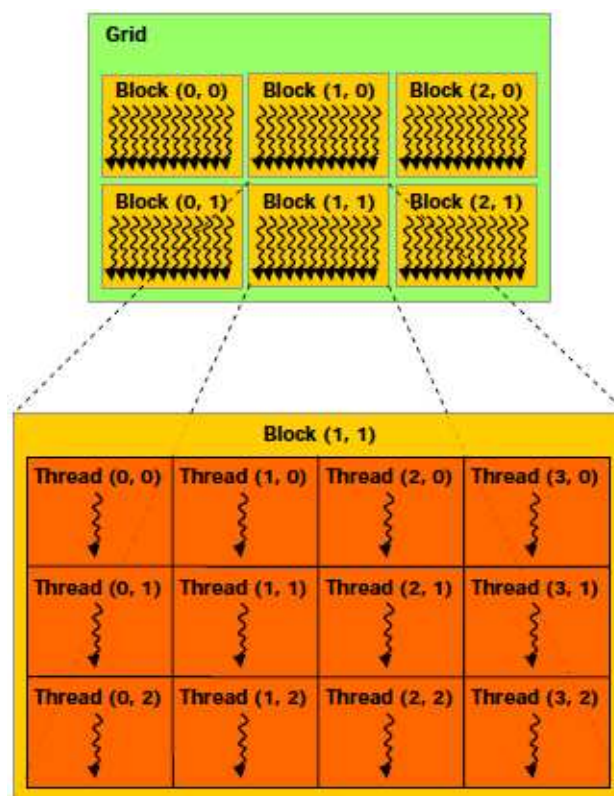 Grid
Block (0, 0) Block (1, 0) Block (2, 0)
Block (0, 1) Block (1, 1) Block (2, 1)
Block (1, 1)
Thread (0, 0) Thread (1, 0) Thread (2, 0) Thread (3, 0)
Thread (0, 1) Thread (1, 1) Thread (2, 1) Thread (3, 1)
Thread (0, 2) Thread (1, 2) Thread (2, 2) Thread (3, 2)